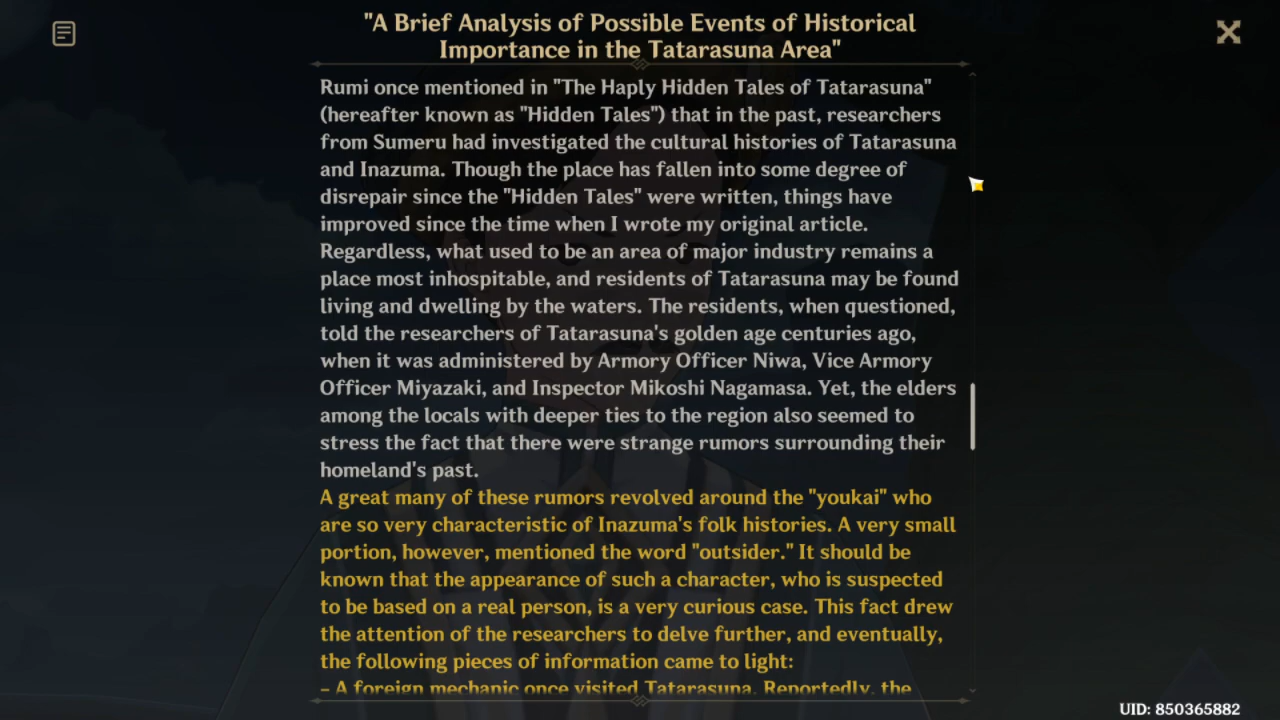 "A Brief Analysis of Possible Events of Historical
Importance in the Tatarasuna Area"
Rumi once mentioned in "The Haply Hidden Tales of Tatarasuna"
(hereafter known as "Hidden Tales") that in the past, researchers
from Sumeru had investigated the cultural histories of Tatarasuna
and Inazuma. Though the place has fallen into some degree of
disrepair since the "Hidden Tales" were written, things have
improved since the time when I wrote my original article.
Regardless, what used to be an area of major industry remains a
place most inhospitable, and residents of Tatarasuna may be found
living and dwelling by the waters. The residents, when questioned,
told the researchers of Tatarasuna's golden age centuries ago,
when it was administered by Armory Officer Niwa, Vice Armory
Officer Miyazaki, and Inspector Mikoshi Nagamasa. Yet, the elders
among the locals with deeper ties to the region also seemed to
stress the fact that there were strange rumors surrounding their
homeland's past.
A great many of these rumors revolved around the "youkai" who
are so very characteristic of Inazuma's folk histories. A very small
portion, however, mentioned the word "outsider." It should be
known that the appearance of such a character, who is suspected
to be based on a real person, is a very curious case. This fact drew
the attention of the researchers to delve further, and eventually,
the following pieces of information came to light:
– A foreign mechanic once visited Tatarasuna. Reportedly, the
UID: 850365882